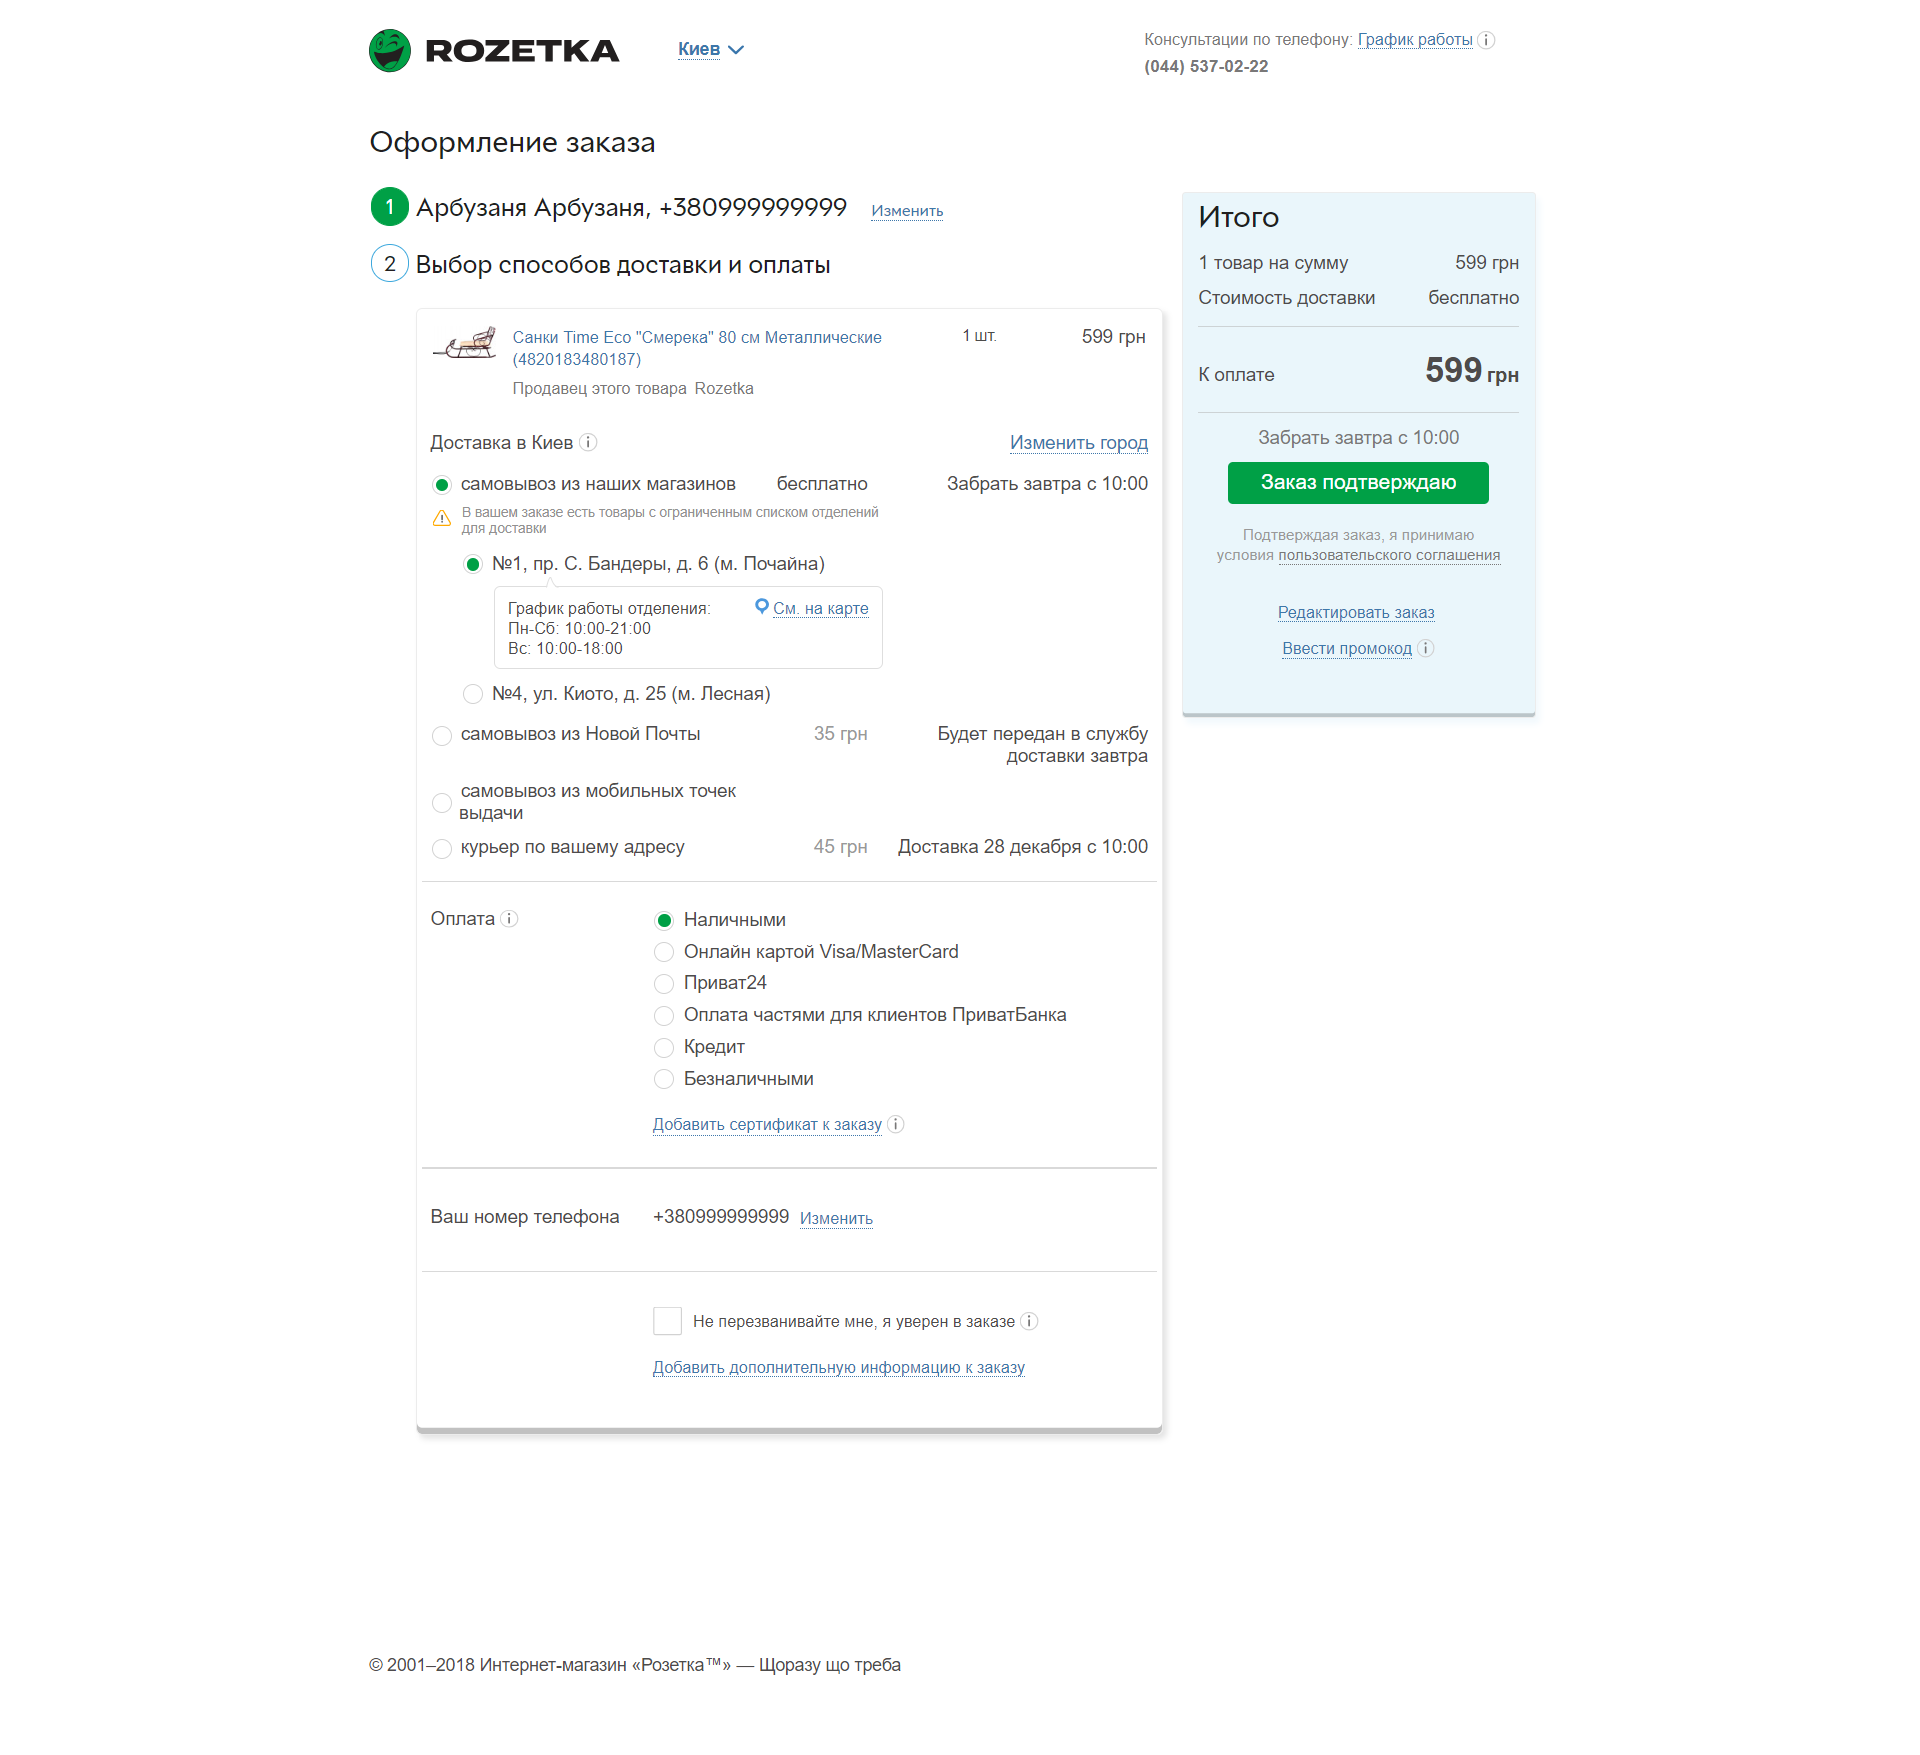 ROZETKA
Киев
Консультации по телефону: График работы
(044) 537-02-22
Оформление заказа
1 Арбузаня Арбузаня, +380999999999 Изменить
2 Выбор способов доставки и оплаты
Санки Time Eco "Смерека" 80 см Металлические 1 шт. 599 грн
(4820183480187)
Продавец этого товара Rozetka
Доставка в Киев Изменить город
самовывоз из наших магазинов бесплатно Забрать завтра с 10:00
В вашем заказе есть товары с ограниченным списком отделений
для доставки
№1, пр. С. Бандеры, д. 6 (м. Почайна)
График работы отделения: См. на карте
Пн-Сб: 10:00-21:00
Вс: 10:00-18:00
№4, ул. Киото, д. 25 (м. Лесная)
самовывоз из Новой Почты 35 грн Будет передан в службу
доставки завтра
самовывоз из мобильных точек
выдачи
курьер по вашему адресу 45 грн Доставка 28 декабря с 10:00
Оплата
Наличными
Онлайн картой Visa/MasterCard
Приват24
Оплата частями для клиентов ПриватБанка
Кредит
Безналичными
Добавить сертификат к заказу
Ваш номер телефона +380999999999 Изменить
Не перезванивайте мне, я уверен в заказе
Добавить дополнительную информацию к заказу
Итого
1 товар на сумму 599 грн
Стоимость доставки бесплатно
К оплате 599 грн
Забрать завтра с 10:00
Заказ подтверждаю
Подтверждая заказ, я принимаю
условия пользовательского соглашения
Редактировать заказ
Ввести промокод
© 2001–2018 Интернет-магазин «Розетка™» — Щоразу що треба